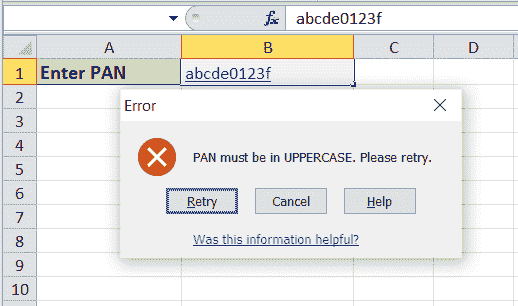 fx abcde0123f
A B C D
1 Enter PAN abcde0123f
2
Error
3
4 PAN must be in UPPERCASE. Please retry.
5
6 Retry Cancel Help
7
8 Was this information helpful?
9
10